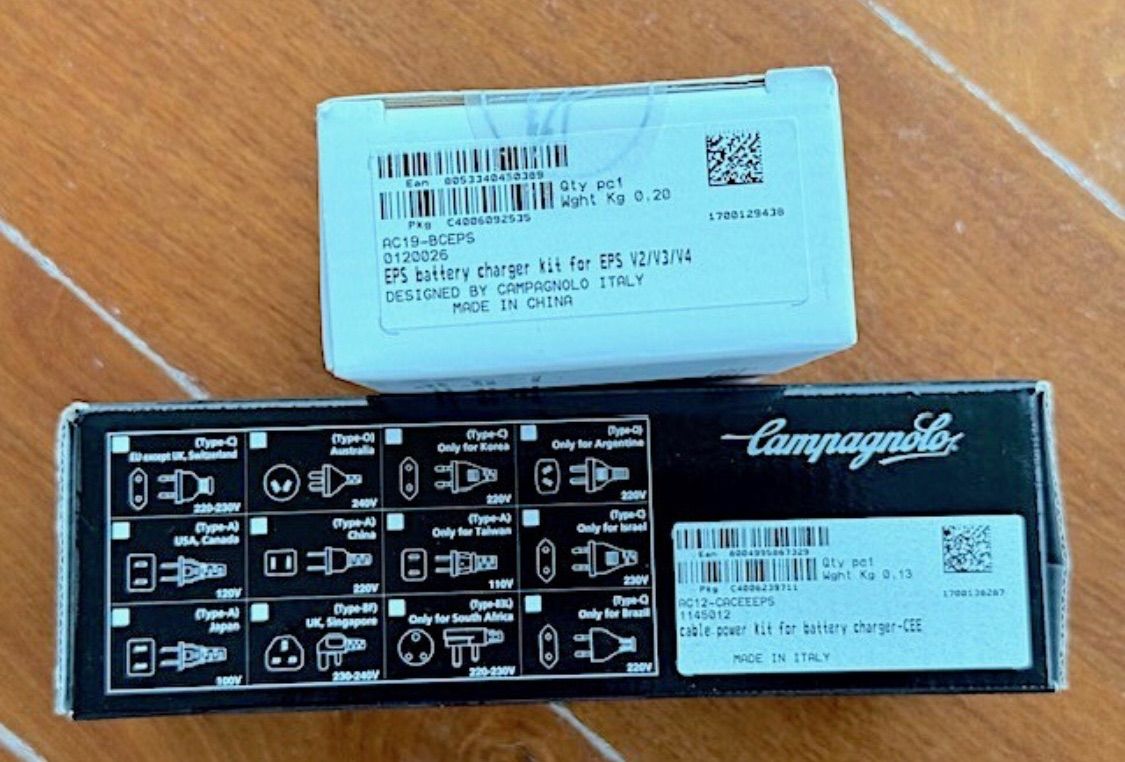 Ean 8053340450389
Qty pc1
Wght Kg 0.20
Pkg C4006092535
1700129438
AC19-BCEPS
0120026
EPS battery charger kit for EPS V2/V3/V4
DESIGNED BY CAMPAGNOLO ITALY
MADE IN CHINA
(Type-C)
EU except UK, Switzerland
220-230V
(Type-O)
Australia
240V
(Type-C)
Only for Korea
220V
(Type-O)
Only for Argentine
220V
(Type-A)
USA, Canada
120V
(Type-A)
China
220V
(Type-A)
Only for Taiwan
110V
(Type-C)
Only for Israel
230V
(Type-A)
Japan
100V
(Type-BF)
UK, Singapore
230-240V
Only for South Africa
220-230V
(Type-C)
Only for Brazil
220V
Campagnolo
Ean
Qty pc1
Wght Kg 0.13
Pkg C4006239711
AC12-CACEEEPS
1145012
cable power kit for battery charger-CEE
MADE IN ITALY